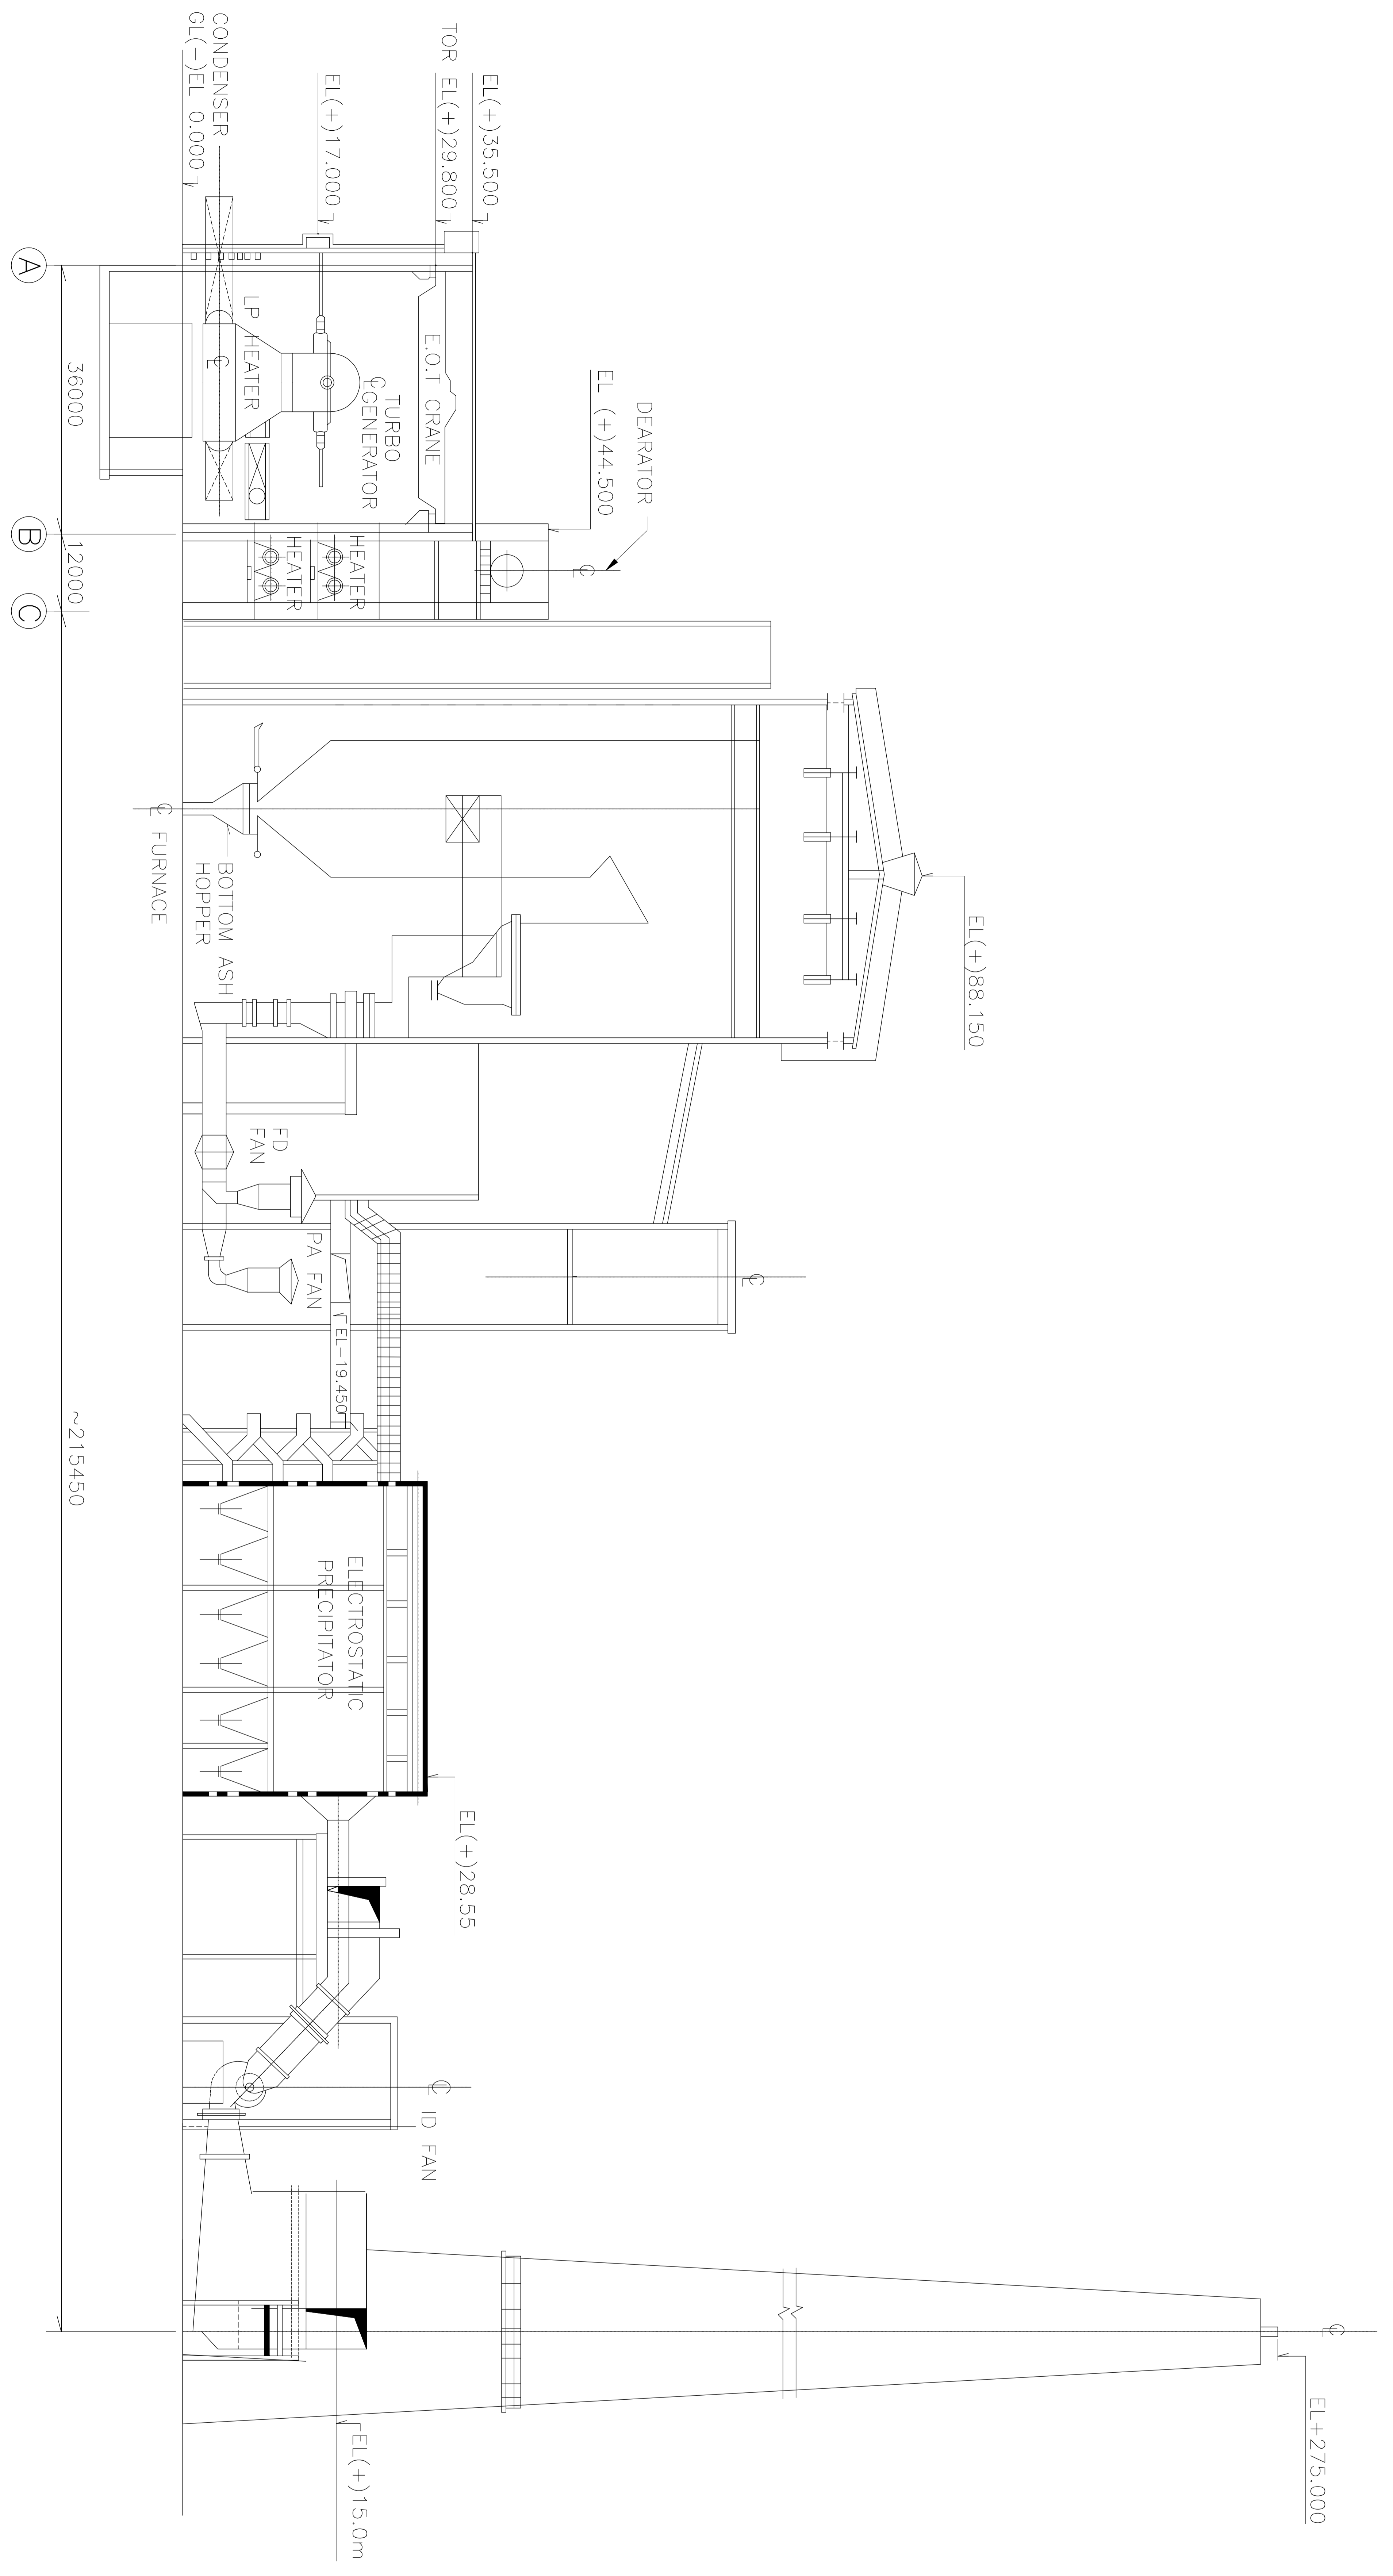 CONDENSER
GL(-)EL 0.000
EL(+)17.000
TOR EL(+)29.800
EL(+)35.500
A
36000
LP HEATER
TURBO
GENERATOR
E.O.T CRANE
EL (+)44.500
DEARATOR
B
12000
HEATER
HEATER
C
FURNACE
BOTTOM ASH
HOPPER
EL(+)88.150
FD
FAN
PA FAN
EL-19.450
~215450
ELECTROSTATIC
PRECIPITATOR
EL(+)28.55
ID FAN
EL+275.000
EL(+)15.0m